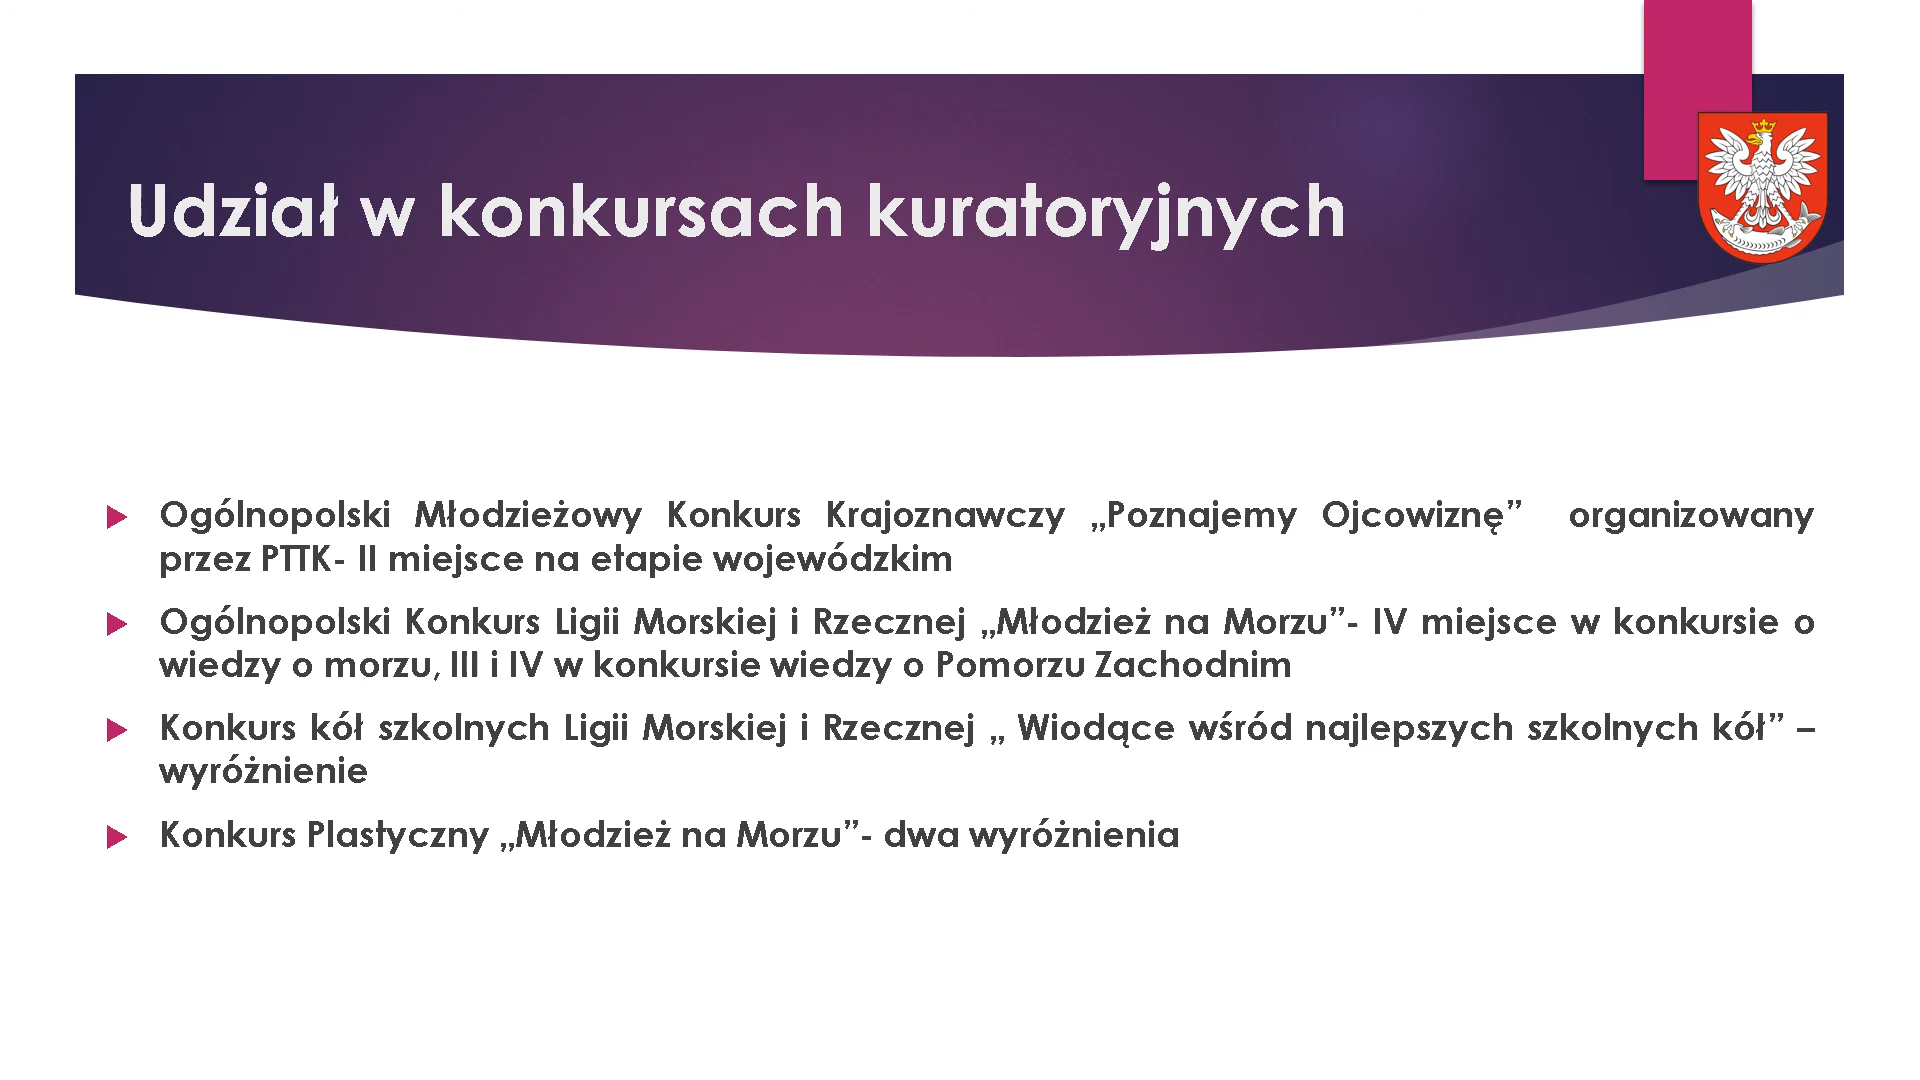 Udział w konkursach kuratoryjnych
Ogólnopolski Młodzieżowy Konkurs Krajoznawczy „Poznajemy Ojcowiznę” organizowany
przez PTTK- II miejsce na etapie wojewódzkim
Ogólnopolski Konkurs Ligii Morskiej i Rzecznej „Młodzież na Morzu”- IV miejsce w konkursie o
wiedzy o morzu, III i IV w konkursie wiedzy o Pomorzu Zachodnim
Konkurs kół szkolnych Ligii Morskiej i Rzecznej „ Wiodące wśród najlepszych szkolnych kół” –
wyróżnienie
Konkurs Plastyczny „Młodzież na Morzu”- dwa wyróżnienia